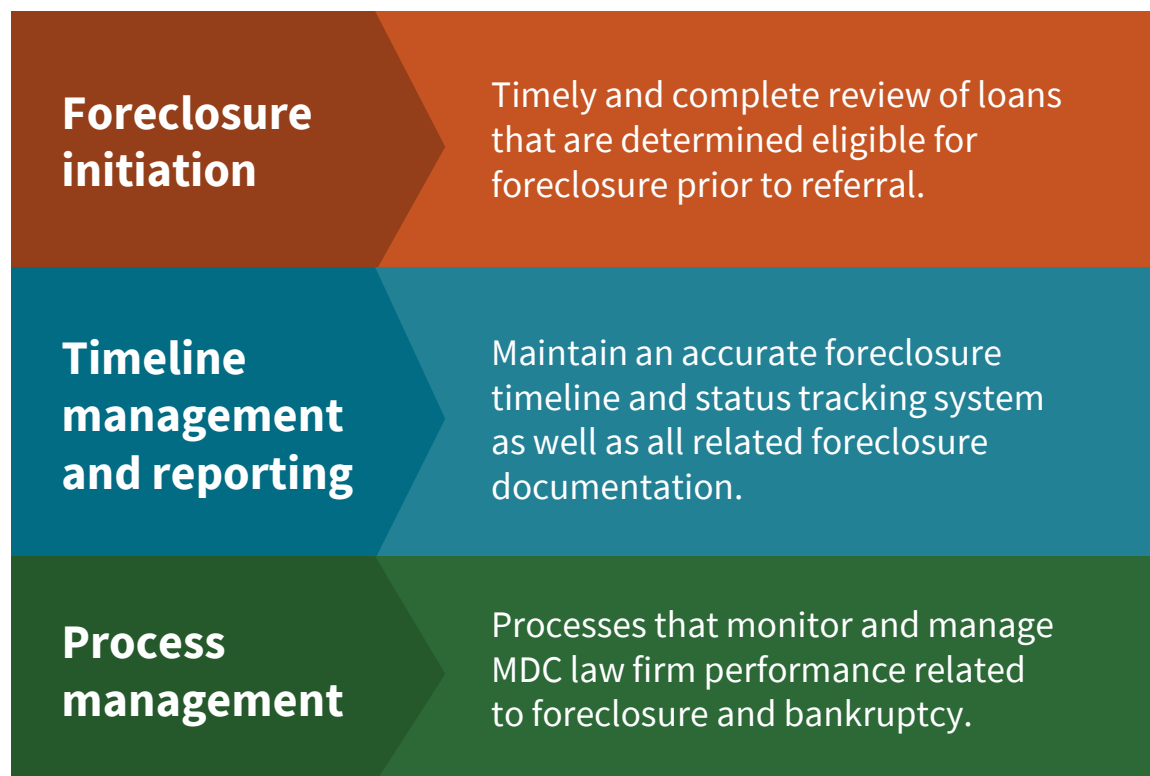 Foreclosure
initiation
Timely and complete review of loans
that are determined eligible for
foreclosure prior to referral.
Timeline
management
and reporting
Maintain an accurate foreclosure
timeline and status tracking system
as well as all related foreclosure
documentation.
Process
management
Processes that monitor and manage
MDC law firm performance related
to foreclosure and bankruptcy.